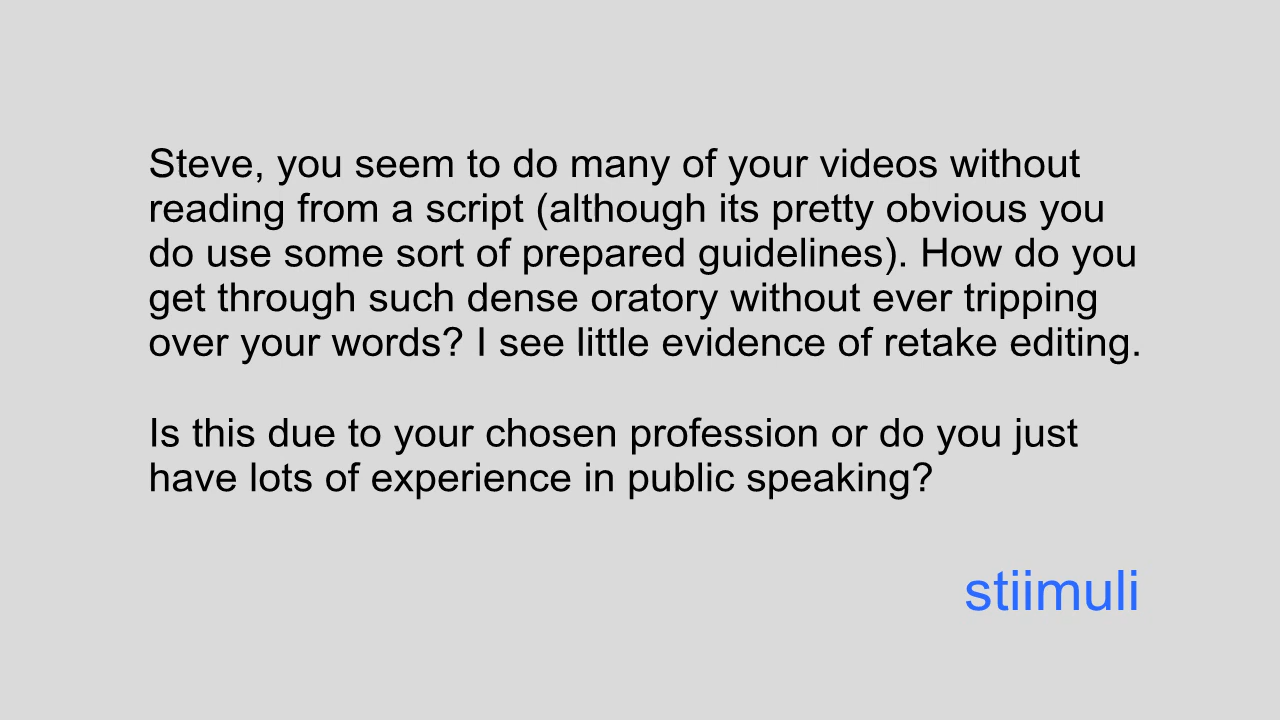 Steve, you seem to do many of your videos without
reading from a script (although its pretty obvious you
do use some sort of prepared guidelines). How do you
get through such dense oratory without ever tripping
over your words? I see little evidence of retake editing.
Is this due to your chosen profession or do you just
have lots of experience in public speaking?
stiimuli